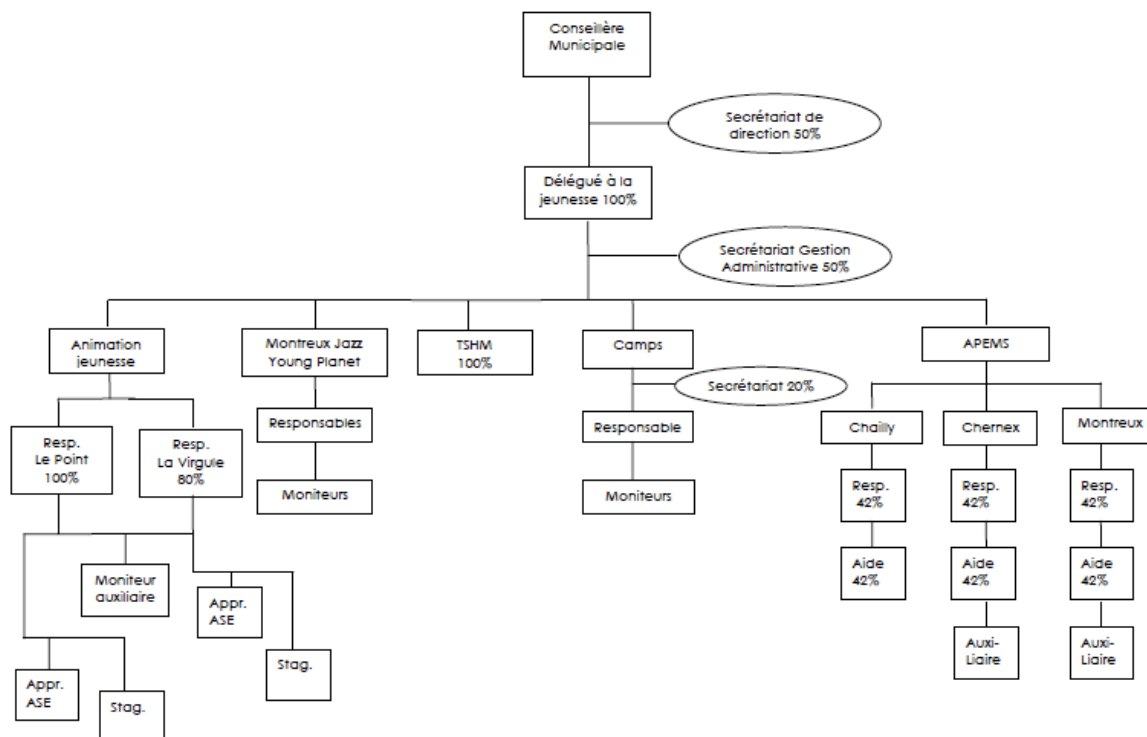 Conseillère
Municipale
Secrétariat de
direction 50%
Délégué à la
jeunesse 100%
Secrétariat Gestion
Administrative 50%
Animation
jeunesse
Montreux Jazz
Young Planet
TSHM
100%
Camps
APEMS
Secrétariat 20%
Resp.
Le Point
100%
Resp.
La Virgule
80%
Responsables
Responsable
Chailly
Chernex
Montreux
Moniteurs
Moniteurs
Resp.
42%
Resp.
42%
Resp.
42%
Moniteur
auxiliaire
Appr.
ASE
Stag.
Appr.
ASE
Stag.
Aide
42%
Aide
42%
Aide
42%
Auxi-
Liaire
Auxi-
Liaire